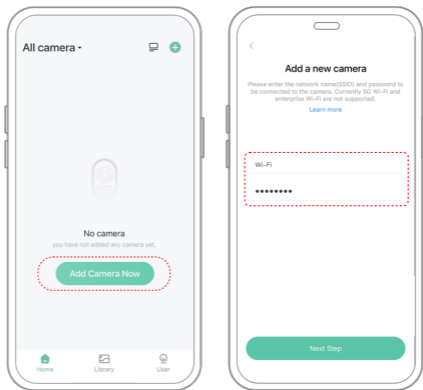 All camera
No camera
you have not added any camera yet.
Add Camera Now
Home
Library
User
Add a new camera
Please enter the network name(SSID) and password to
be connected to the camera. Currently 5G Wi-Fi and
enterprise Wi-Fi are not supported.
Learn more
Wi-Fi
••••••••
Next Step